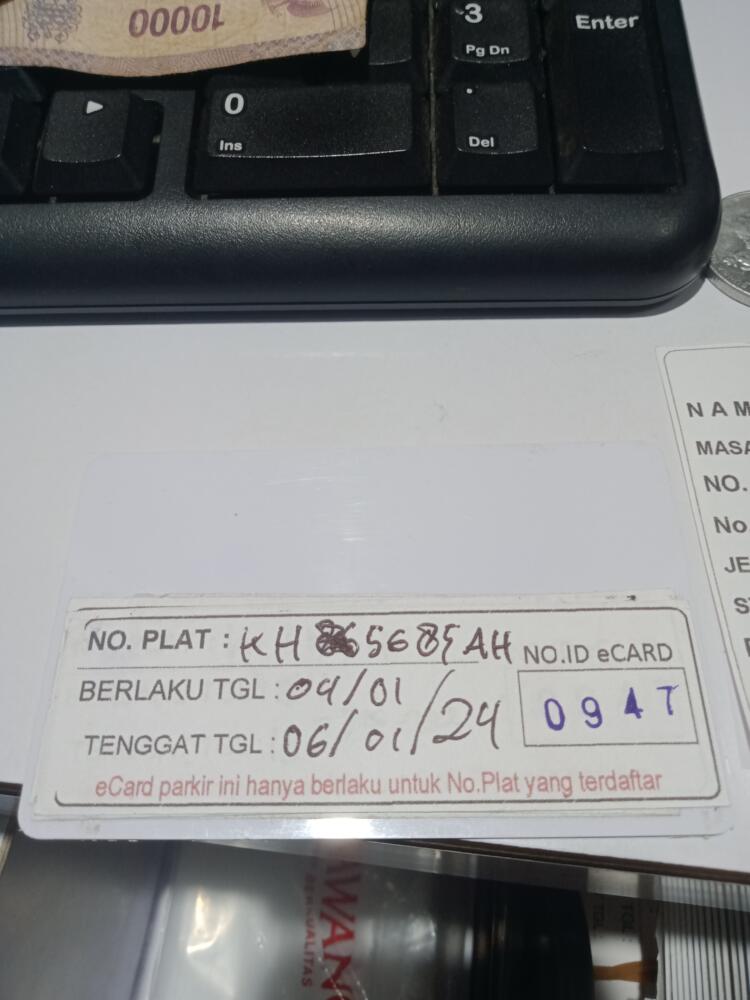 10000
3
Pg Dn
Enter
0
Ins
.
Del
N A M
MASA
NO.
No
JE
NO. PLAT : KH 5685 AH
NO.ID eCARD
BERLAKU TGL : 04/01
TENGGAT TGL : 06/01/24
0947
eCard parkir ini hanya berlaku untuk No.Plat yang terdaftar
AWAN
BERKUALITAS